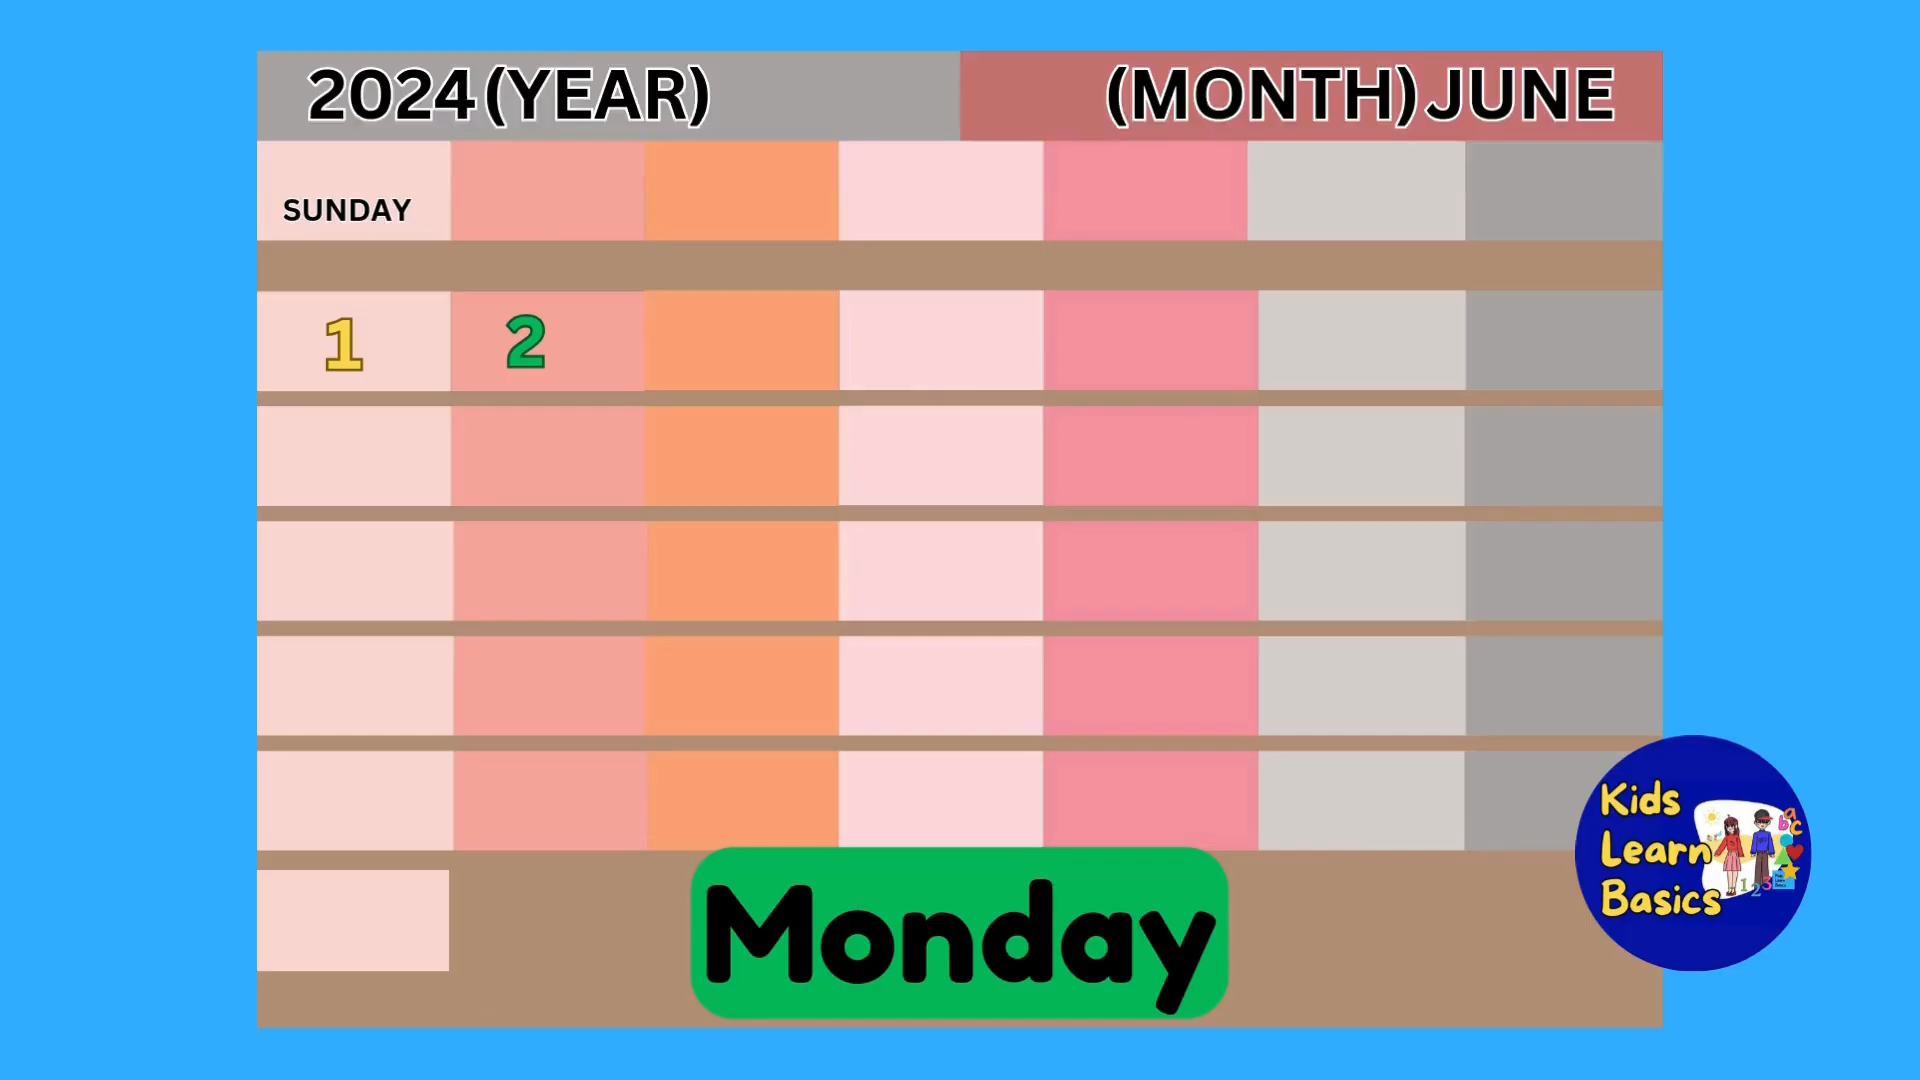 2024 (YEAR) (MONTH) JUNE
SUNDAY
1 2
Monday
Kids
Learn
Basics